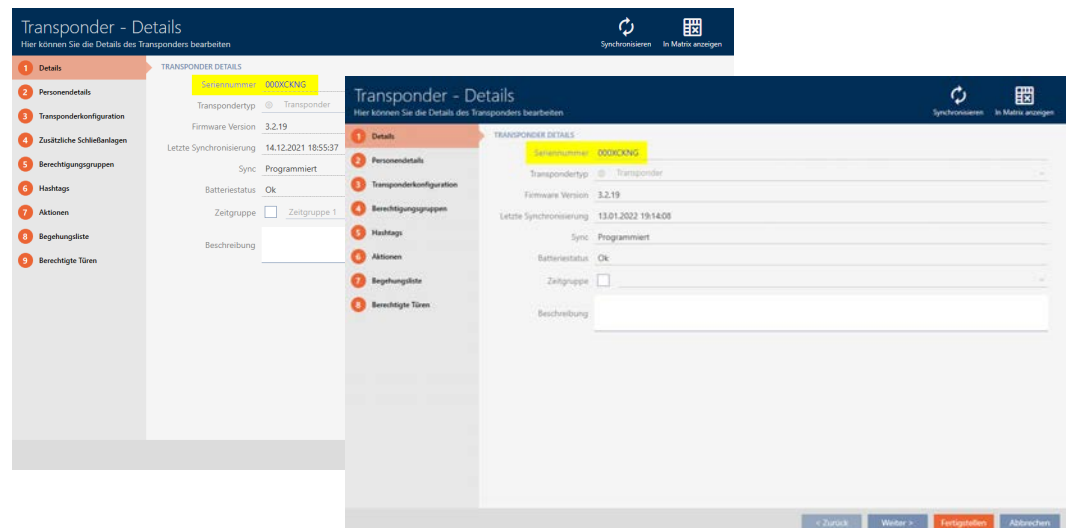 Transponder - Details
Hier können Sie die Details des Transponders bearbeiten
Synchronisieren In Matrix anzeigen
1 Details
2 Personendetails
3 Transponderkonfiguration
4 Zusätzliche Schließanlagen
5 Berechtigungsgruppen
6 Hashtags
7 Aktionen
8 Begehungsliste
9 Berechtigte Türen
TRANSPONDER DETAILS
Seriennummer 000XCKNG
Transpondertyp Transponder
Firmware Version 3.2.19
Letzte Synchronisierung 14.12.2021 18:55:37
Sync Programmiert
Batteriestatus Ok
Zeitgruppe Zeitgruppe 1
Beschreibung
Transponder - Details
Hier können Sie die Details des Transponders bearbeiten
Synchronisieren In Matrix anzeigen
1 Details
2 Personendetails
3 Transponderkonfiguration
4 Berechtigungsgruppen
5 Hashtags
6 Aktionen
7 Begehungsliste
8 Berechtigte Türen
TRANSPONDER DETAILS
Seriennummer 000XCKNG
Transpondertyp Transponder
Firmware Version 3.2.19
Letzte Synchronisierung 13.01.2022 19:14:08
Sync Programmiert
Batteriestatus Ok
Zeitgruppe
Beschreibung
< Zurück Weiter > Fertigstellen Abbrechen